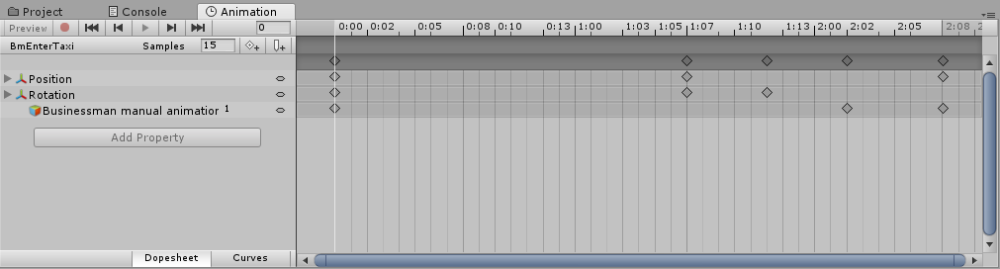 Project Console Animation
Preview 0 0:00 0:02 0:05 0:08 0:10 0:12 1:00 1:03 1:05 1:07 1:10 1:13 2:00 2:02 2:05 2:08
BmEnterTaxi Samples 15
Position
Rotation
Businessman manual animation 1
Add Property
Dopesheet Curves